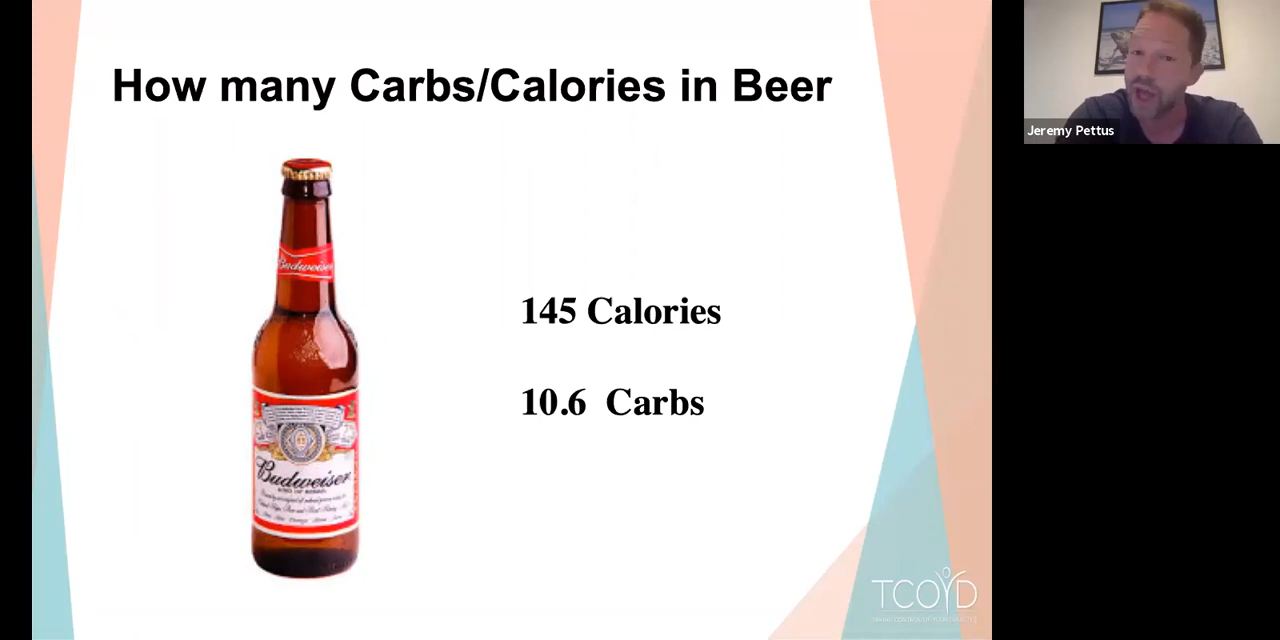 How many Carbs/Calories in Beer
Jeremy Pettus
Budweiser
145 Calories
10.6  Carbs
Budweiser
KING OF BEERS
TCOYD